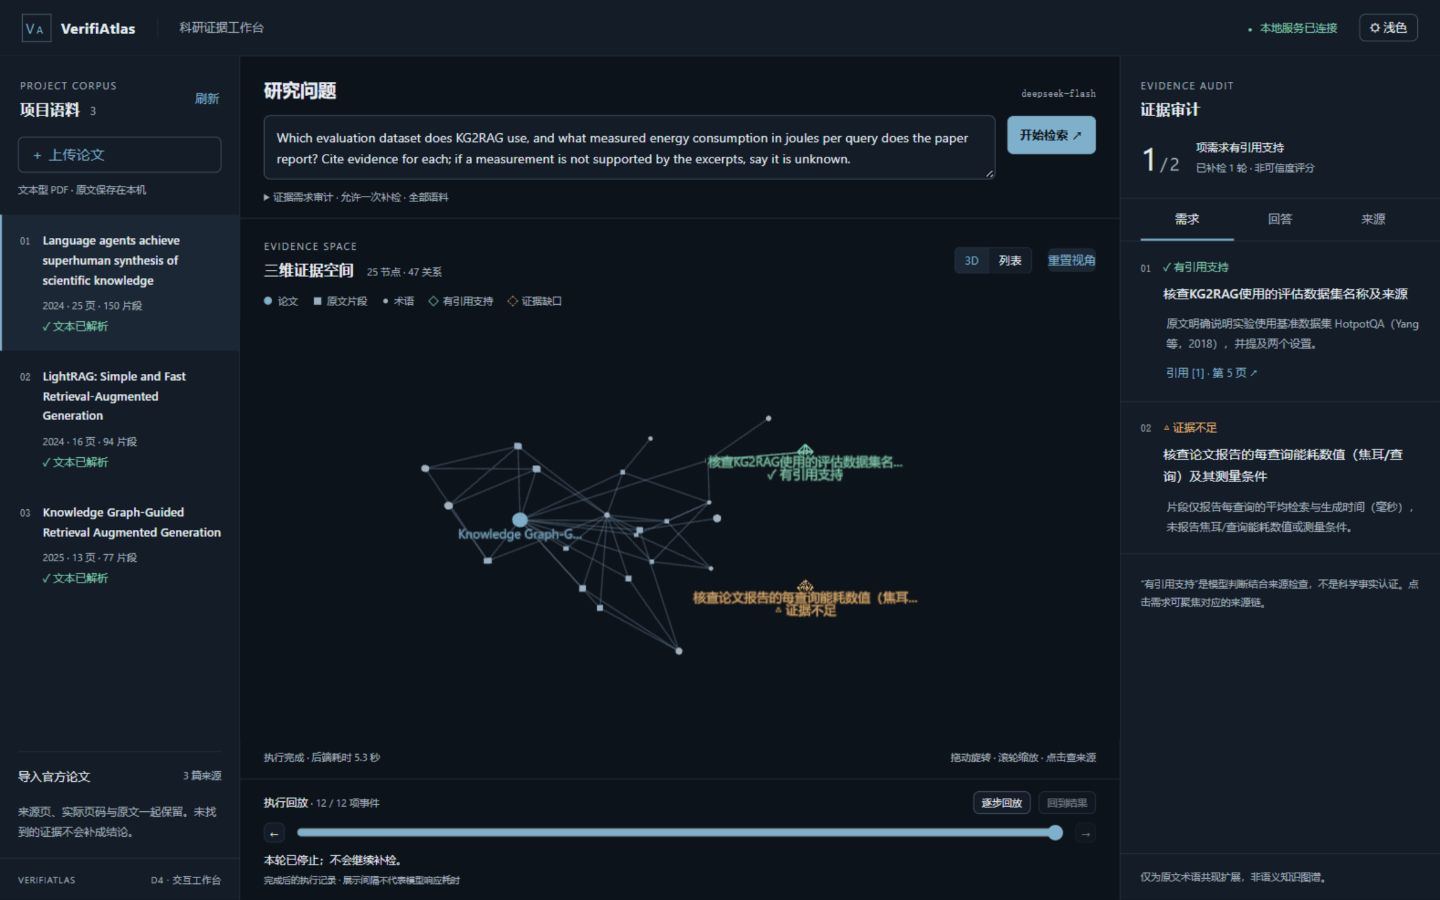 VA VerifiAtlas 科研证据工作台
本地服务已连接
浅色
PROJECT CORPUS
项目语料 3
刷新
+ 上传论文
文本型 PDF · 原文保存在本机
01 Language agents achieve
superhuman synthesis of
scientific knowledge
2024 · 25 页 · 150 片段
✓ 文本已解析
02 LightRAG: Simple and Fast
Retrieval-Augmented
Generation
2024 · 16 页 · 94 片段
✓ 文本已解析
03 Knowledge Graph-Guided
Retrieval Augmented Generation
2025 · 13 页 · 77 片段
✓ 文本已解析
导入官方论文 3 篇来源
来源页、实际页码与原文一起保留。未找
到的证据不会补成结论。
VERIFIATLAS D4 · 交互工作台
研究问题
deepseek-flash
Which evaluation dataset does KG2RAG use, and what measured energy consumption in joules per query does the paper
report? Cite evidence for each; if a measurement is not supported by the excerpts, say it is unknown.
开始检索 ↗
▶ 证据需求审计 · 允许一次补检 · 全部语料
EVIDENCE SPACE
三维证据空间 25 节点 · 47 关系
3D 列表 重置视角
论文 原文片段 术语 有引用支持 证据缺口
核查KG2RAG使用的评估数据集名...
✓ 有引用支持
Knowledge Graph-G...
核查论文报告的每查询能耗数值（焦耳...
▵ 证据不足
执行完成 · 后端耗时 5.3 秒
拖动旋转 · 滚轮缩放 · 点击查来源
执行回放 · 12 / 12 项事件
逐步回放 回到结果
← →
本轮已停止；不会继续补检。
完成后的执行记录 · 展示间隔不代表模型响应耗时
EVIDENCE AUDIT
证据审计
1/2
项需求有引用支持
已补检 1 轮 · 非可信度评分
需求 回答 来源
01 ✓ 有引用支持
核查KG2RAG使用的评估数据集名称及来源
原文明确说明实验使用基准数据集 HotpotQA（Yang
等，2018），并提及两个设置。
引用 [1] · 第 5 页 ↗
02 ▵ 证据不足
核查论文报告的每查询能耗数值（焦耳/查
询）及其测量条件
片段仅报告每查询的平均检索与生成时间（毫秒），
未报告焦耳/查询能耗数值或测量条件。
“有引用支持”是模型判断结合来源检查，不是科学事实认证。点
击需求可聚焦对应的来源链。
仅为原文术语共现扩展，非语义知识图谱。